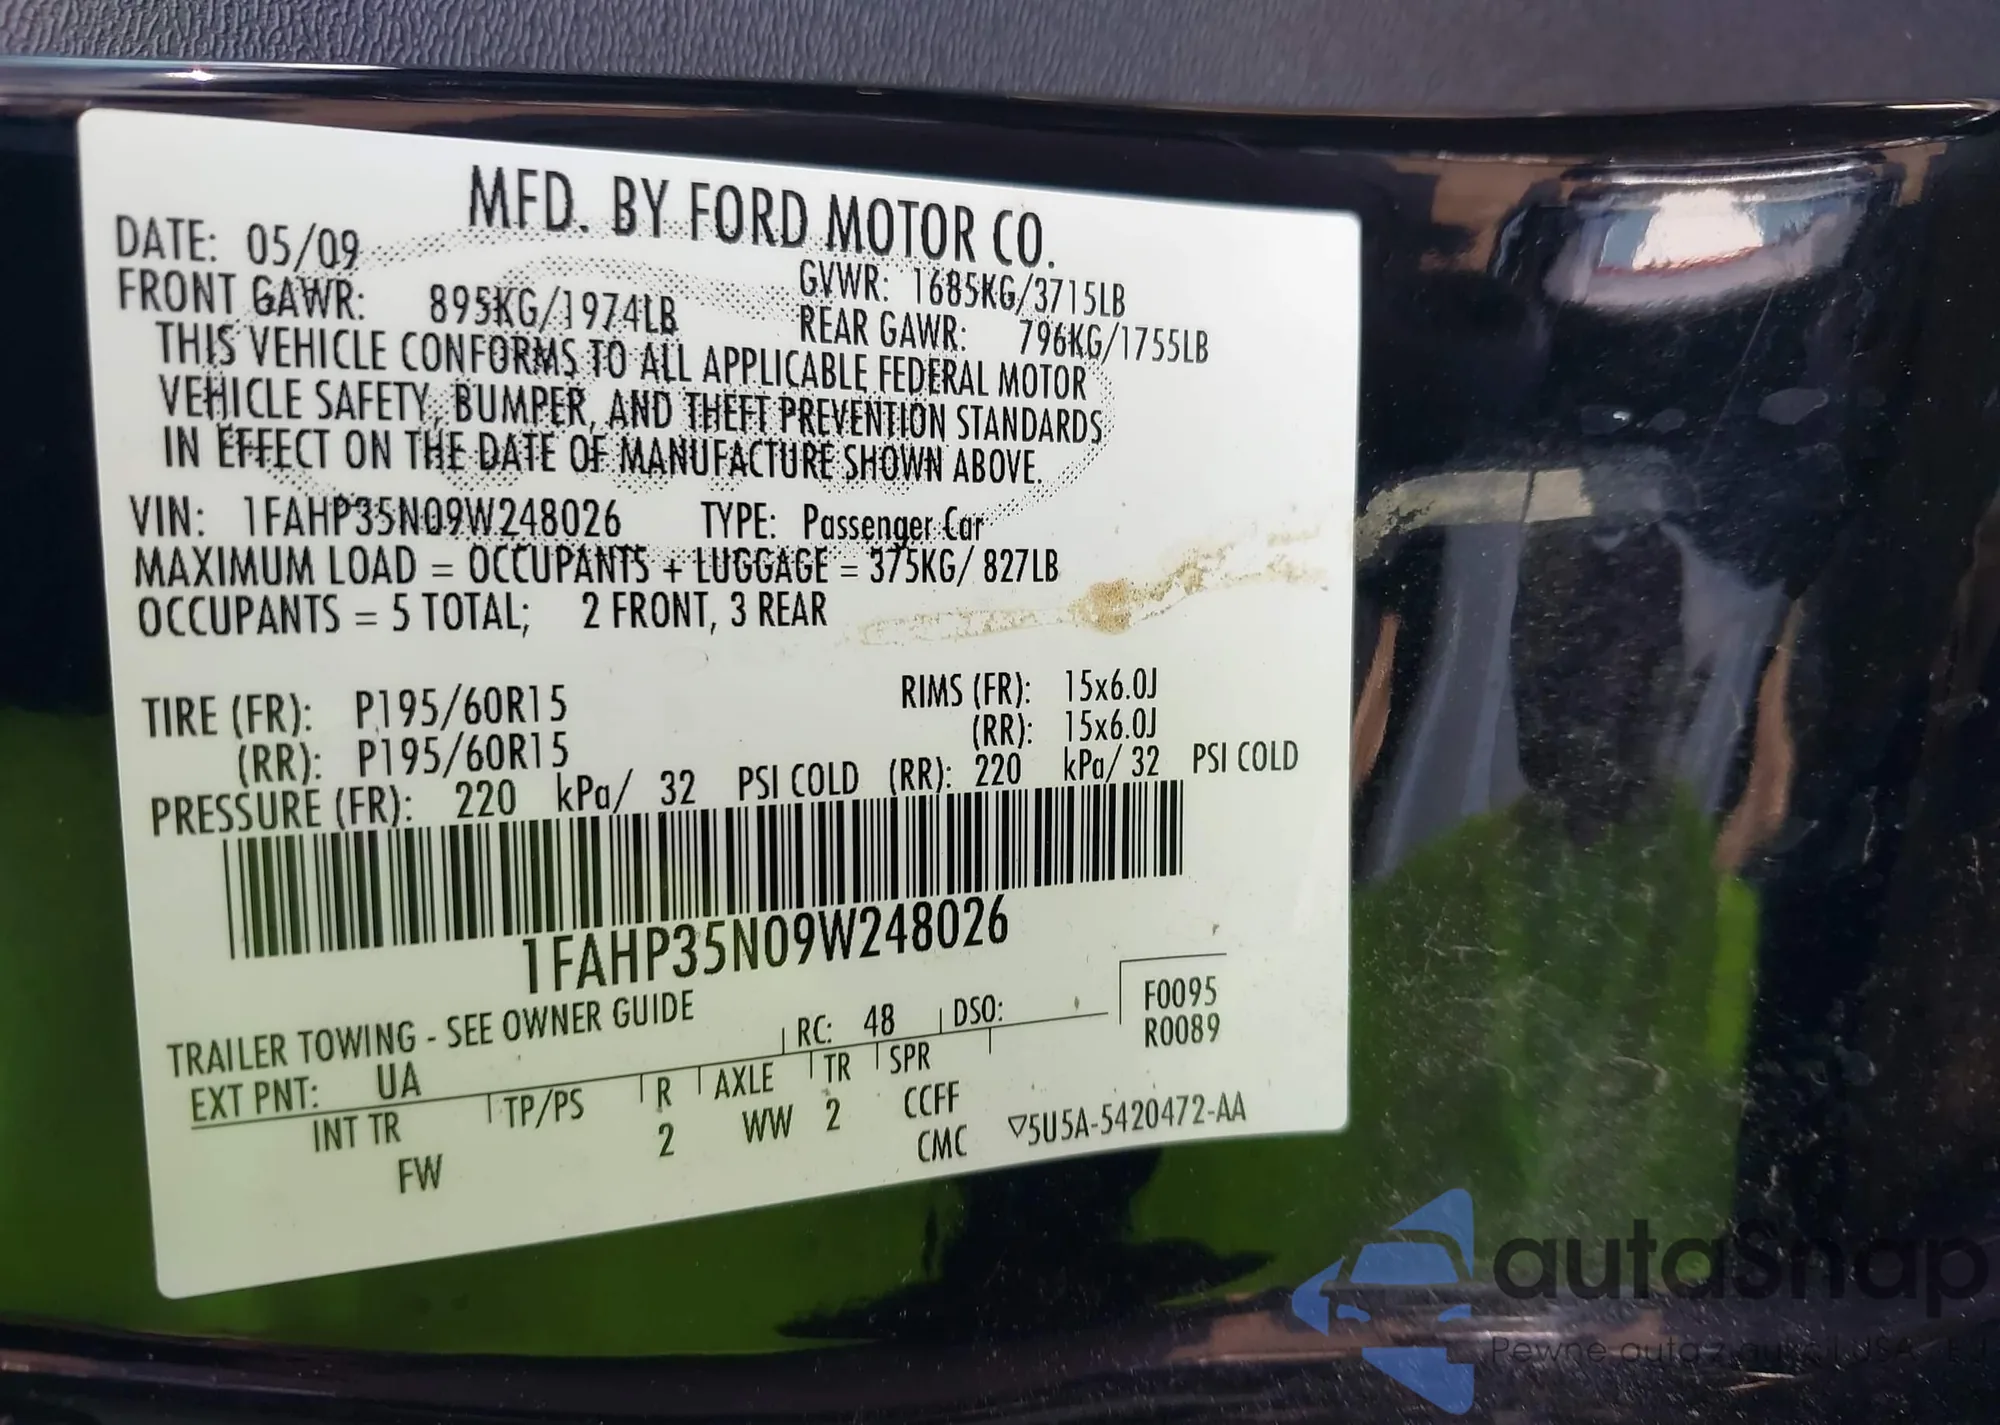 MFD. BY FORD MOTOR CO.
DATE: 05/09 GVWR: 1685KG/3715LB
FRONT GAWR: 895KG/1974LB REAR GAWR: 796KG/1755LB
THIS VEHICLE CONFORMS TO ALL APPLICABLE FEDERAL MOTOR
VEHICLE SAFETY, BUMPER, AND THEFT PREVENTION STANDARDS
IN EFFECT ON THE DATE OF MANUFACTURE SHOWN ABOVE.
VIN: 1FAHP35N09W248026 TYPE: Passenger Car
MAXIMUM LOAD = OCCUPANTS + LUGGAGE = 375KG/ 827LB
OCCUPANTS = 5 TOTAL; 2 FRONT, 3 REAR
TIRE (FR): P195/60R15 RIMS (FR): 15x6.0J
(RR): P195/60R15 (RR): 15x6.0J
PRESSURE (FR): 220 kPa/ 32 PSI COLD (RR): 220 kPa/ 32 PSI COLD
1FAHP35N09W248026
TRAILER TOWING - SEE OWNER GUIDE
EXT PNT: UA RC: 48 DSO:
F0095
R0089
INT TR TP/PS R AXLE TR SPR
FW 2 WW 2 CCFF
CMC
▽5U5A-5420472-AA
autaSnap
Pewne auta z aukcji USA